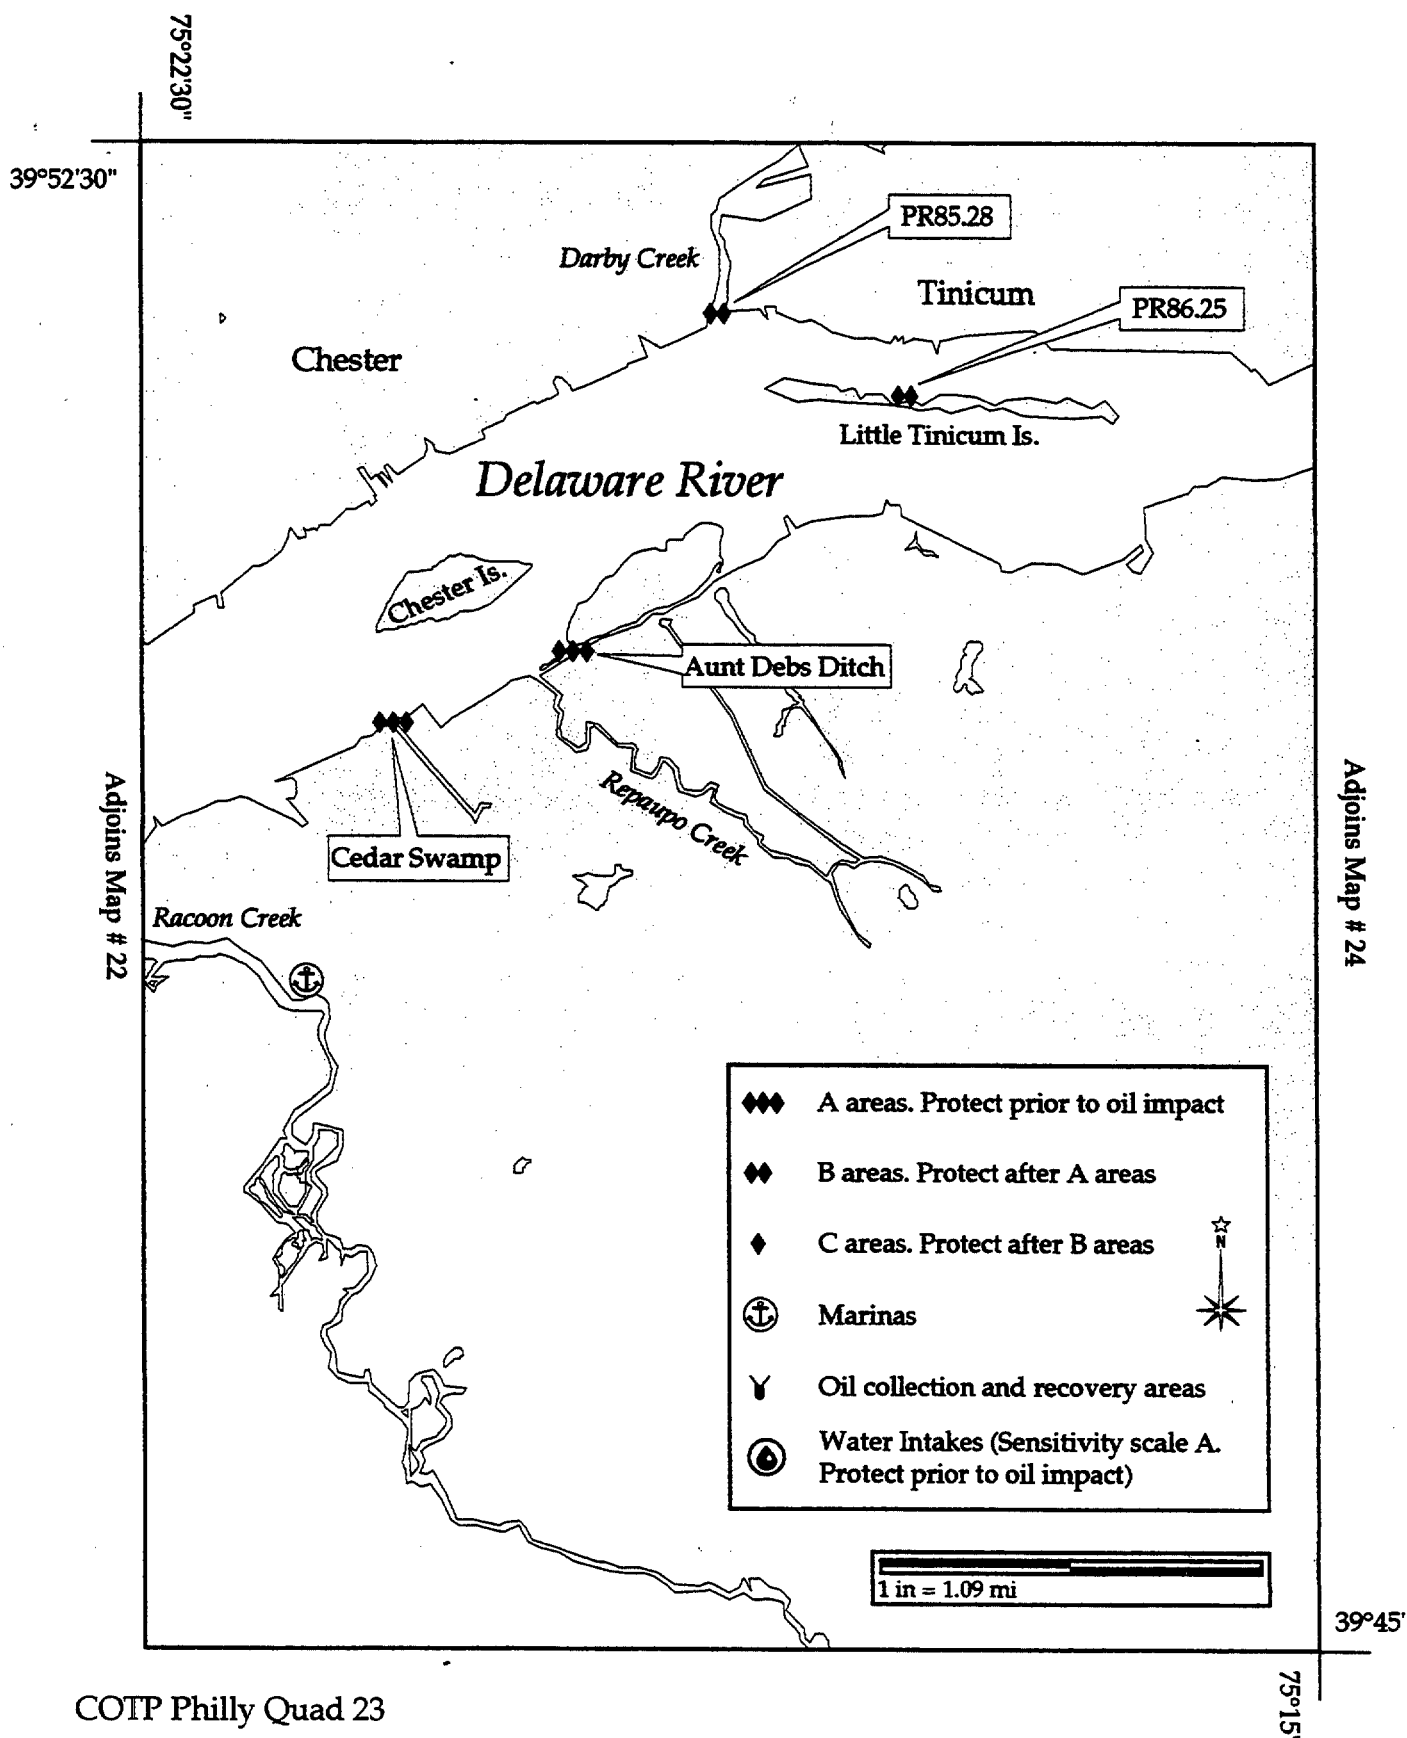 75°22'30"
39°52'30"
PR85.28
Darby Creek
Tinicum
PR86.25
Chester
Little Tinicum Is.
Delaware River
Chester Is.
Aunt Debs Ditch
Repaupo Creek
Cedar Swamp
Adjoins Map # 22
Adjoins Map # 24
Racoon Creek
A areas. Protect prior to oil impact
B areas. Protect after A areas
C areas. Protect after B areas
N
Marinas
Oil collection and recovery areas
Water Intakes (Sensitivity scale A.
Protect prior to oil impact)
1 in = 1.09 mi
39°45'
75°15'
COTP Philly Quad 23